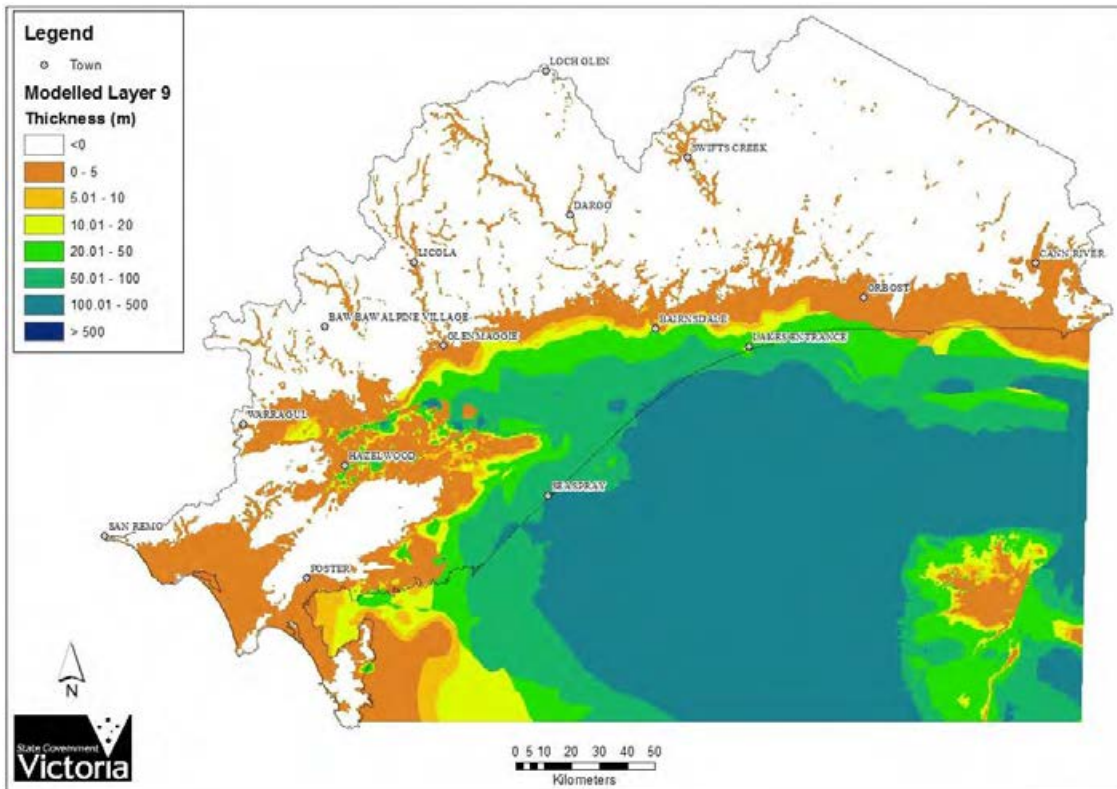 Legend
Town
Modelled Layer 9
Thickness (m)
<0
0 - 5
5.01 - 10
10.01 - 20
20.01 - 50
50.01 - 100
100.01 - 500
> 500
LOCH GLEN
SWIFTS CREEK
DARGO
LICOLA
CANN RIVER
ORBOST
BAW BAW ALPINE VILLAGE
BAIRNSDALE
GLENMAGGIE
LAKES ENTRANCE
WARRAGUL
HAZELWOOD
SEASPRAY
SAN REMO
FOSTER
N
State Government
Victoria
0 5 10 20 30 40 50
Kilometers